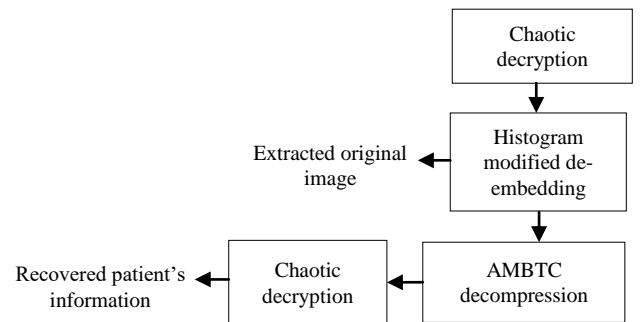 Chaotic
decryption
Extracted original
image
Histogram
modified de-
embedding
Recovered patient's
information
Chaotic
decryption
AMBTC
decompression